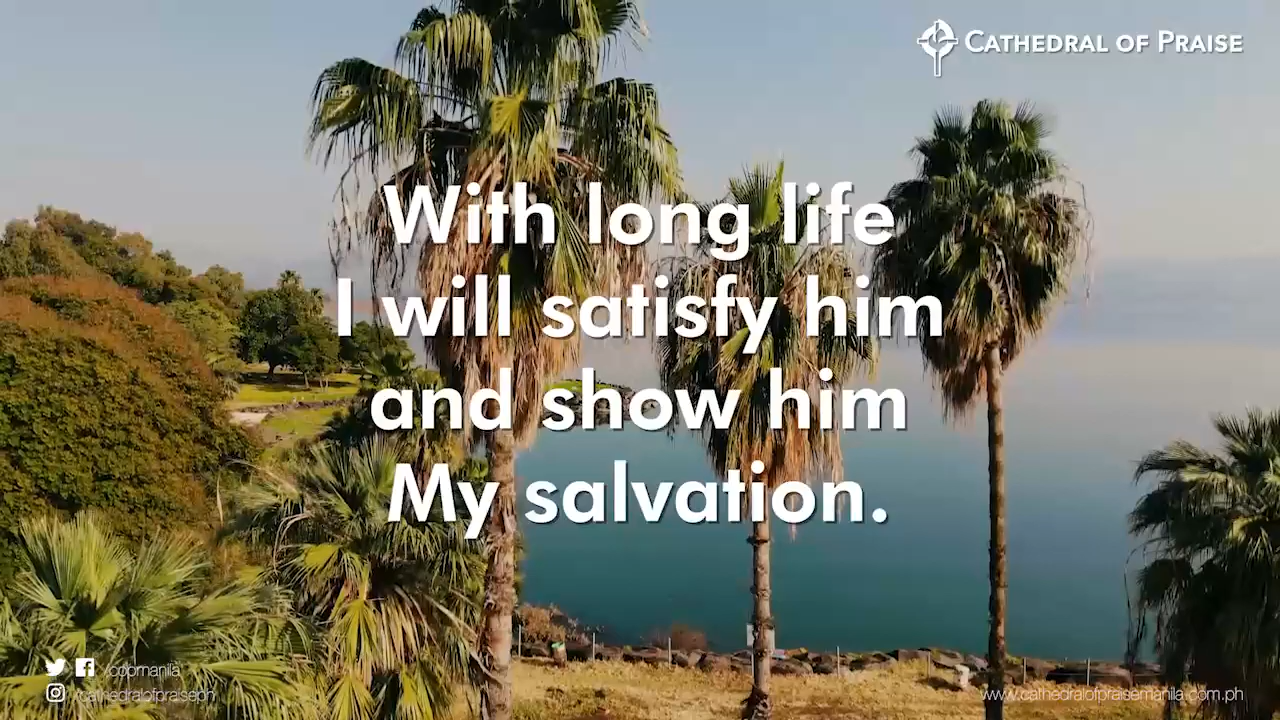 CATHEDRAL OF PRAISE
With long life
I will satisfy him
and show him
My salvation.
/copmanila
/cathedralofpraiseph
www.cathedralofpraisemanila.com.ph